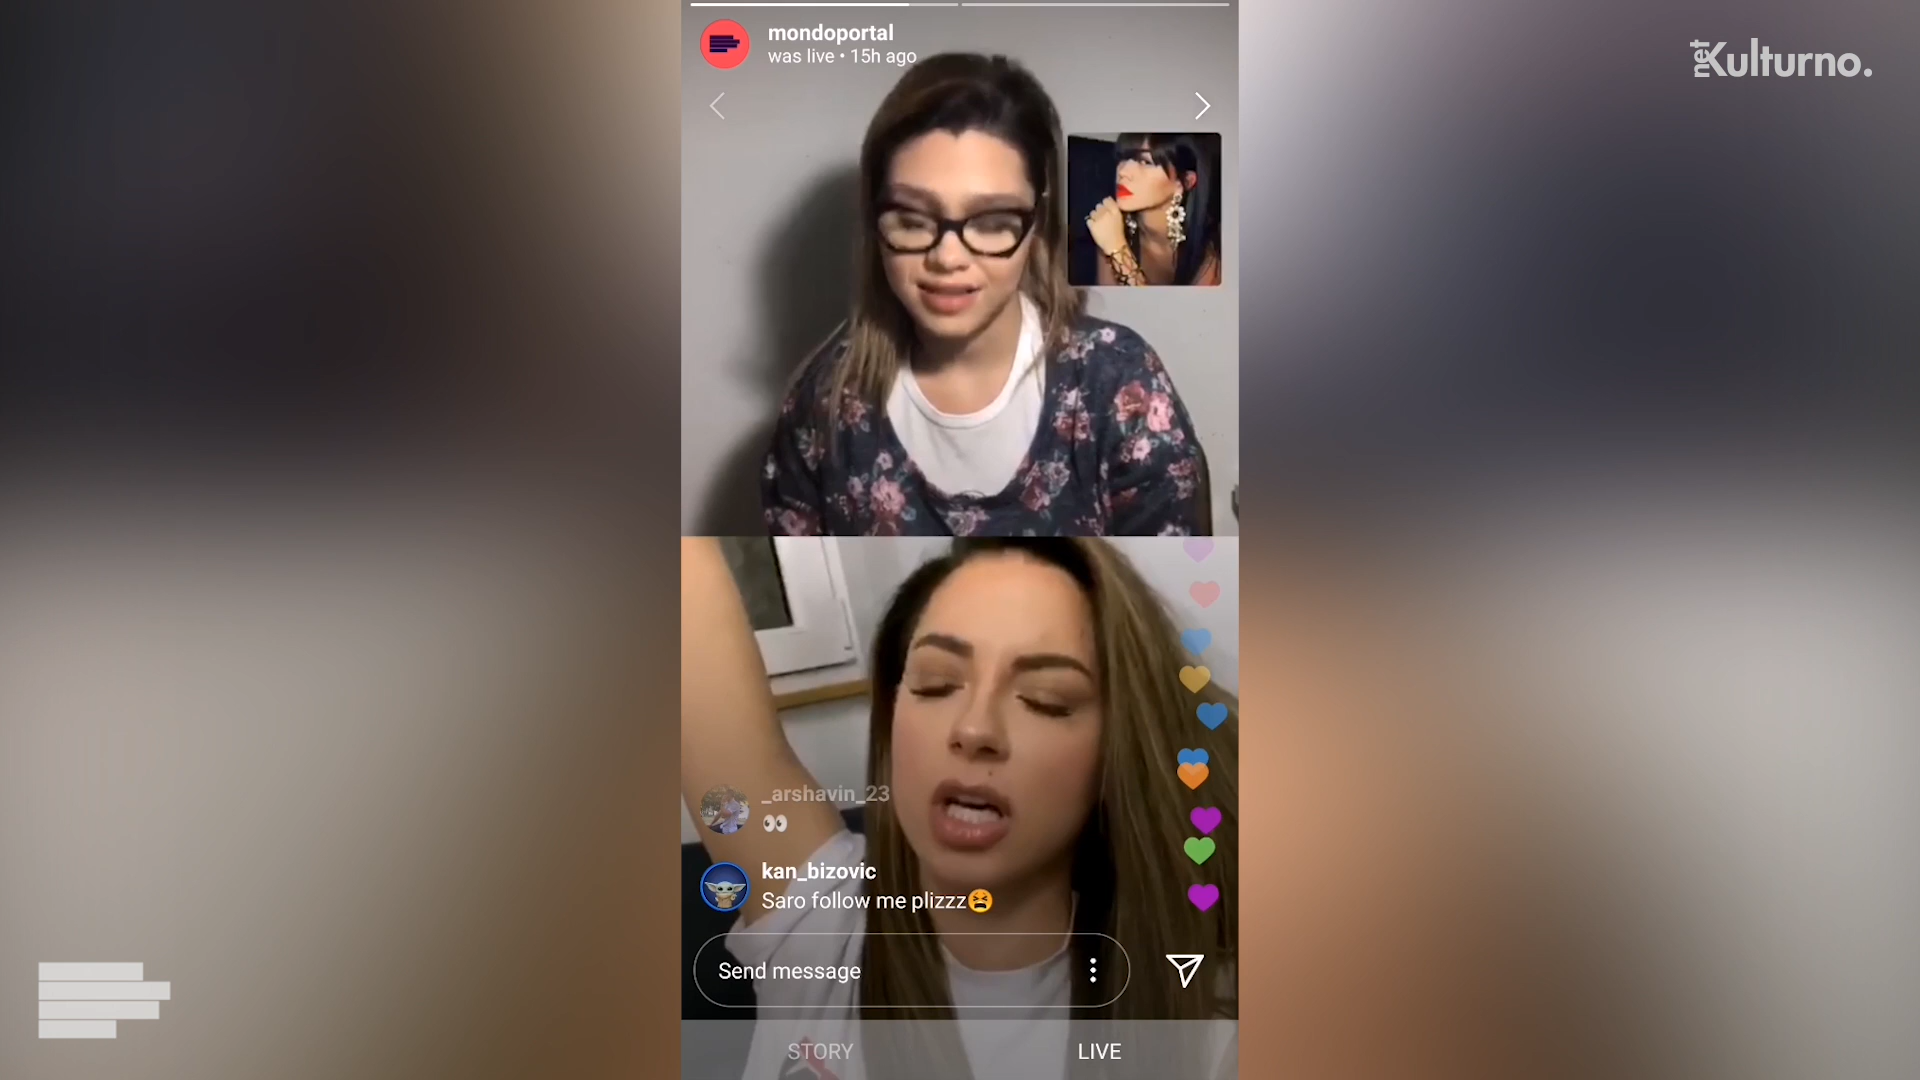 mondoportal
was live • 15h ago
netKulturno.
_arshavin_23
👀
kan_bizovic
Saro follow me plizzz😫
Send message
STORY
LIVE